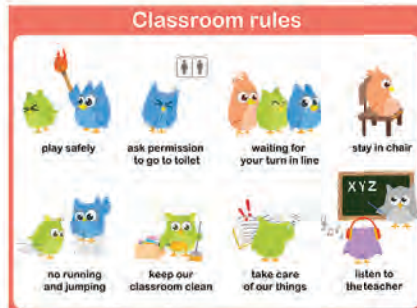 Classroom rules
play safely
ask permission
to go to toilet
waiting for
your turn in line
stay in chair
XYZ
no running
and jumping
keep our
classroom clean
take care
of our things
listen to
the teacher